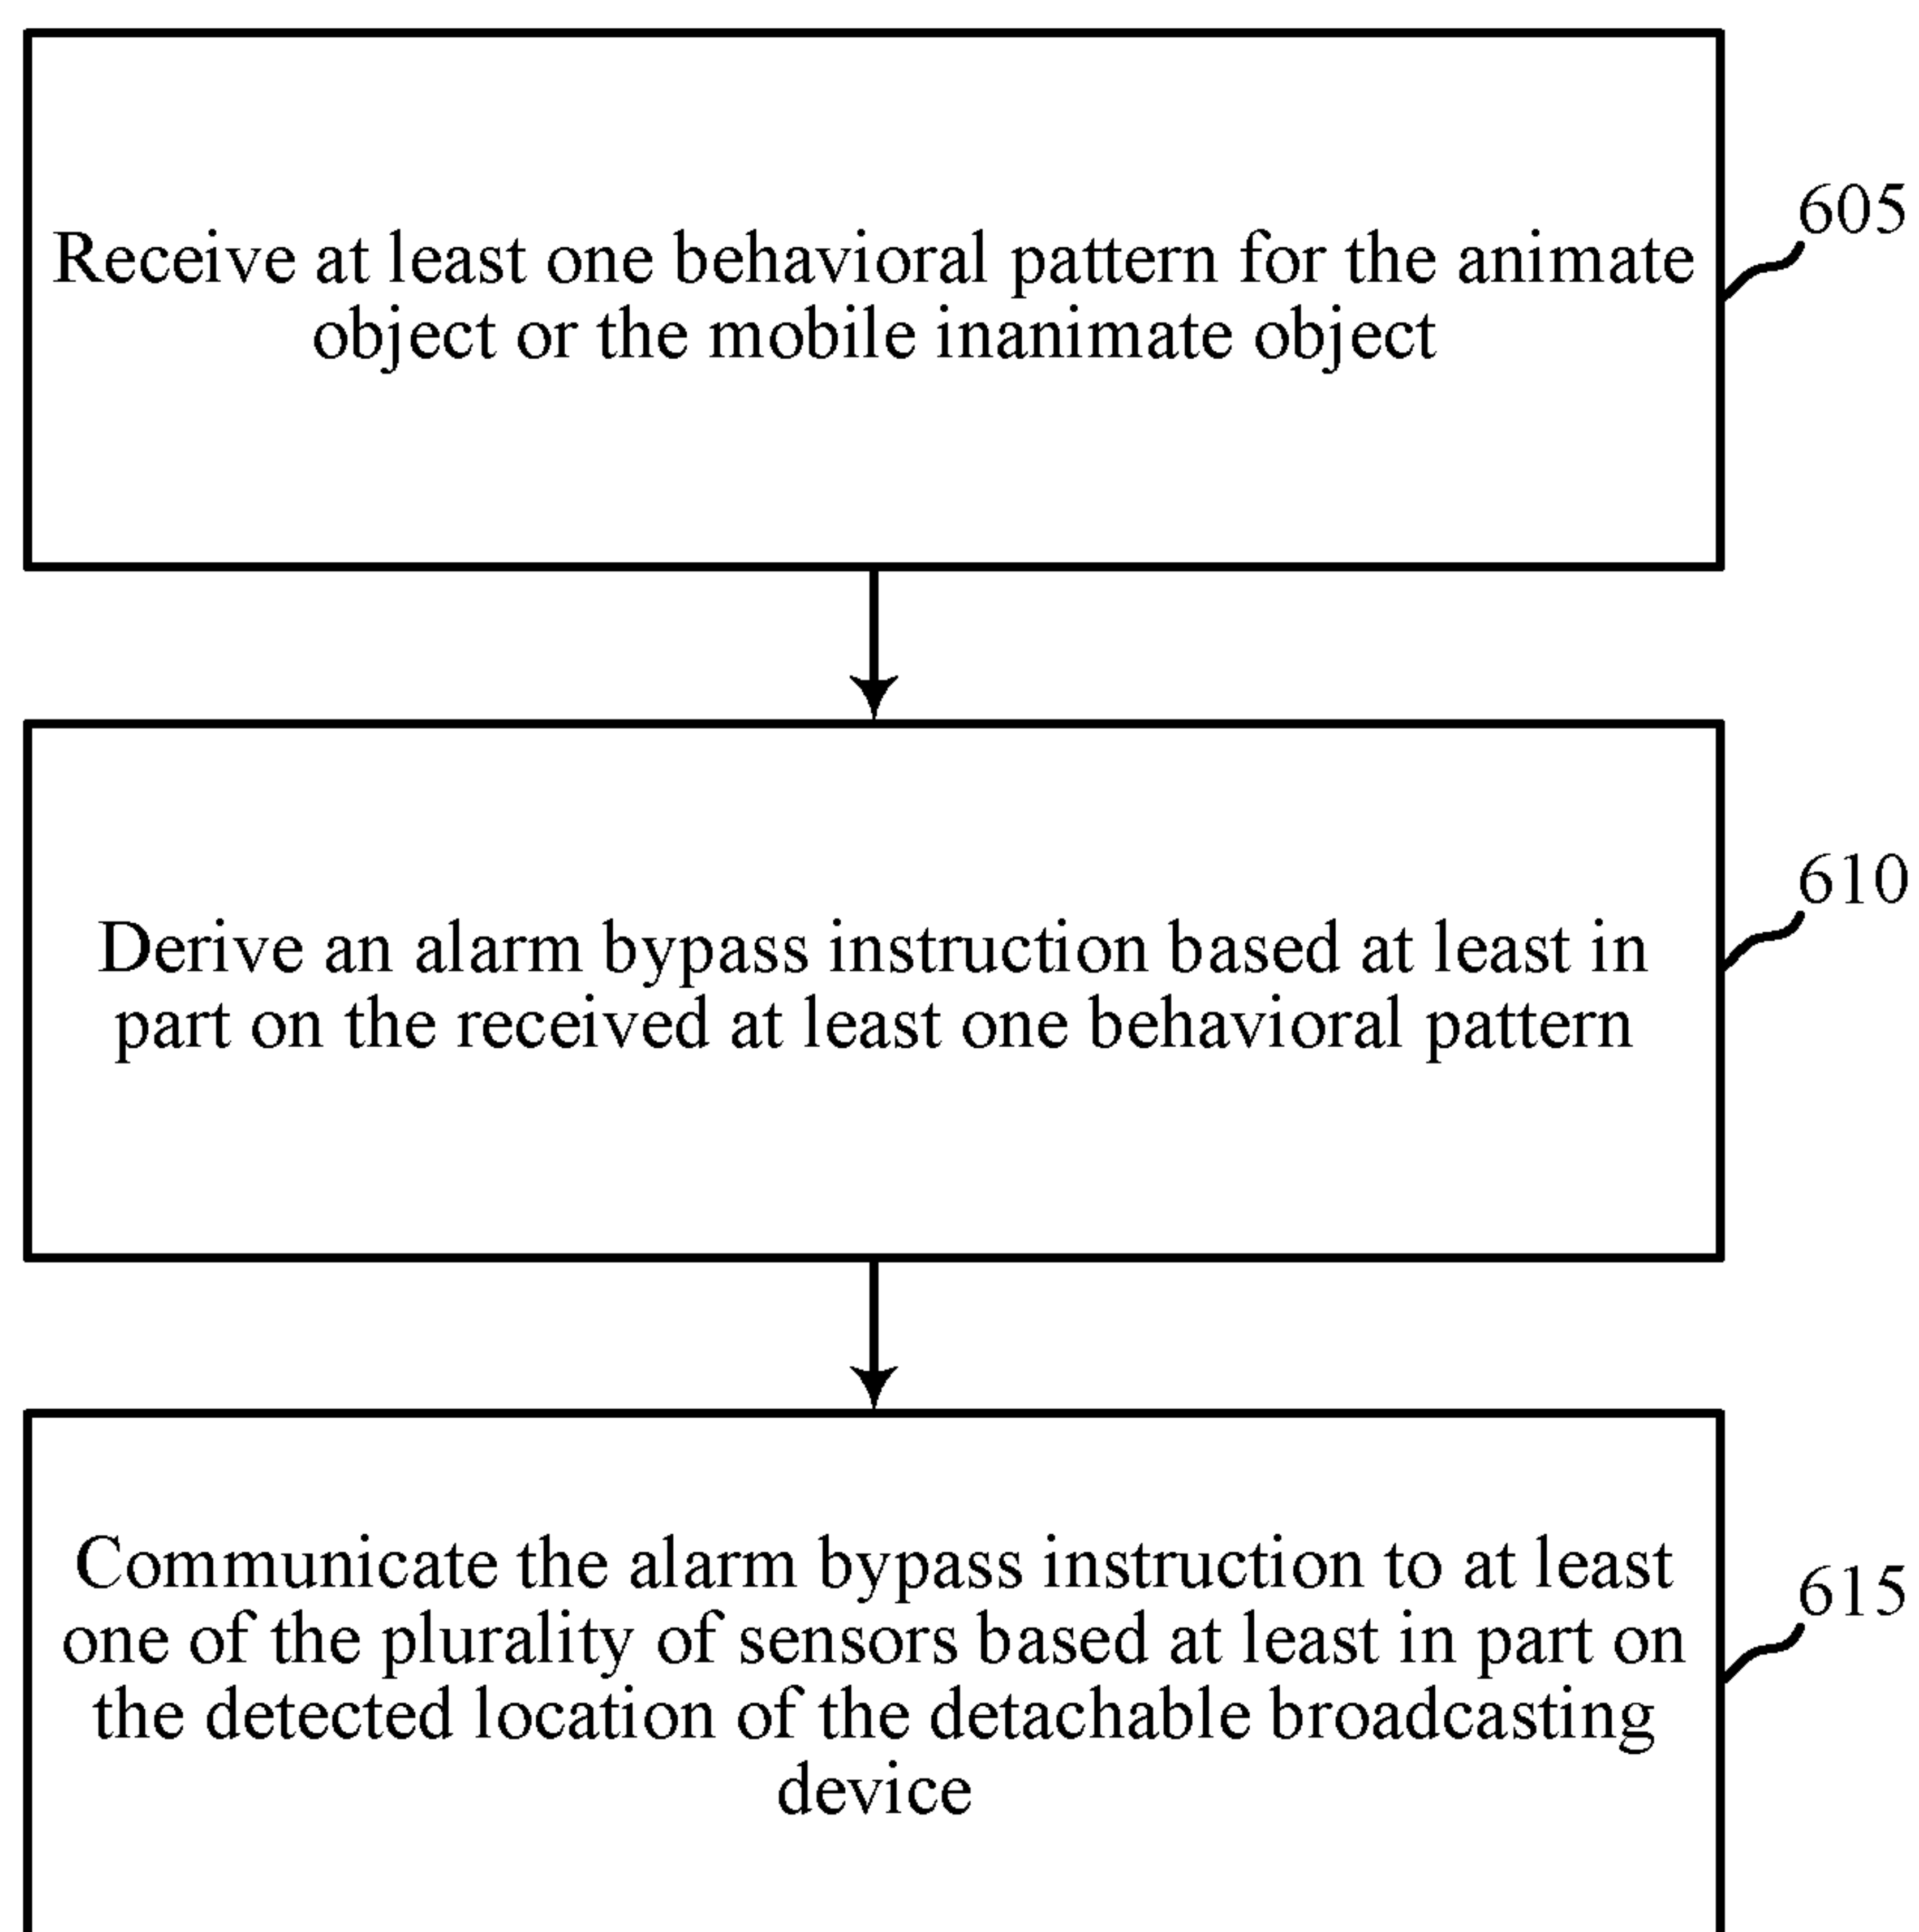 605
Receive at least one behavioral pattern for the animate
object or the mobile inanimate object
610
Derive an alarm bypass instruction based at least in
part on the received at least one behavioral pattern
615
Communicate the alarm bypass instruction to at least
one of the plurality of sensors based at least in part on
the detected location of the detachable broadcasting
device